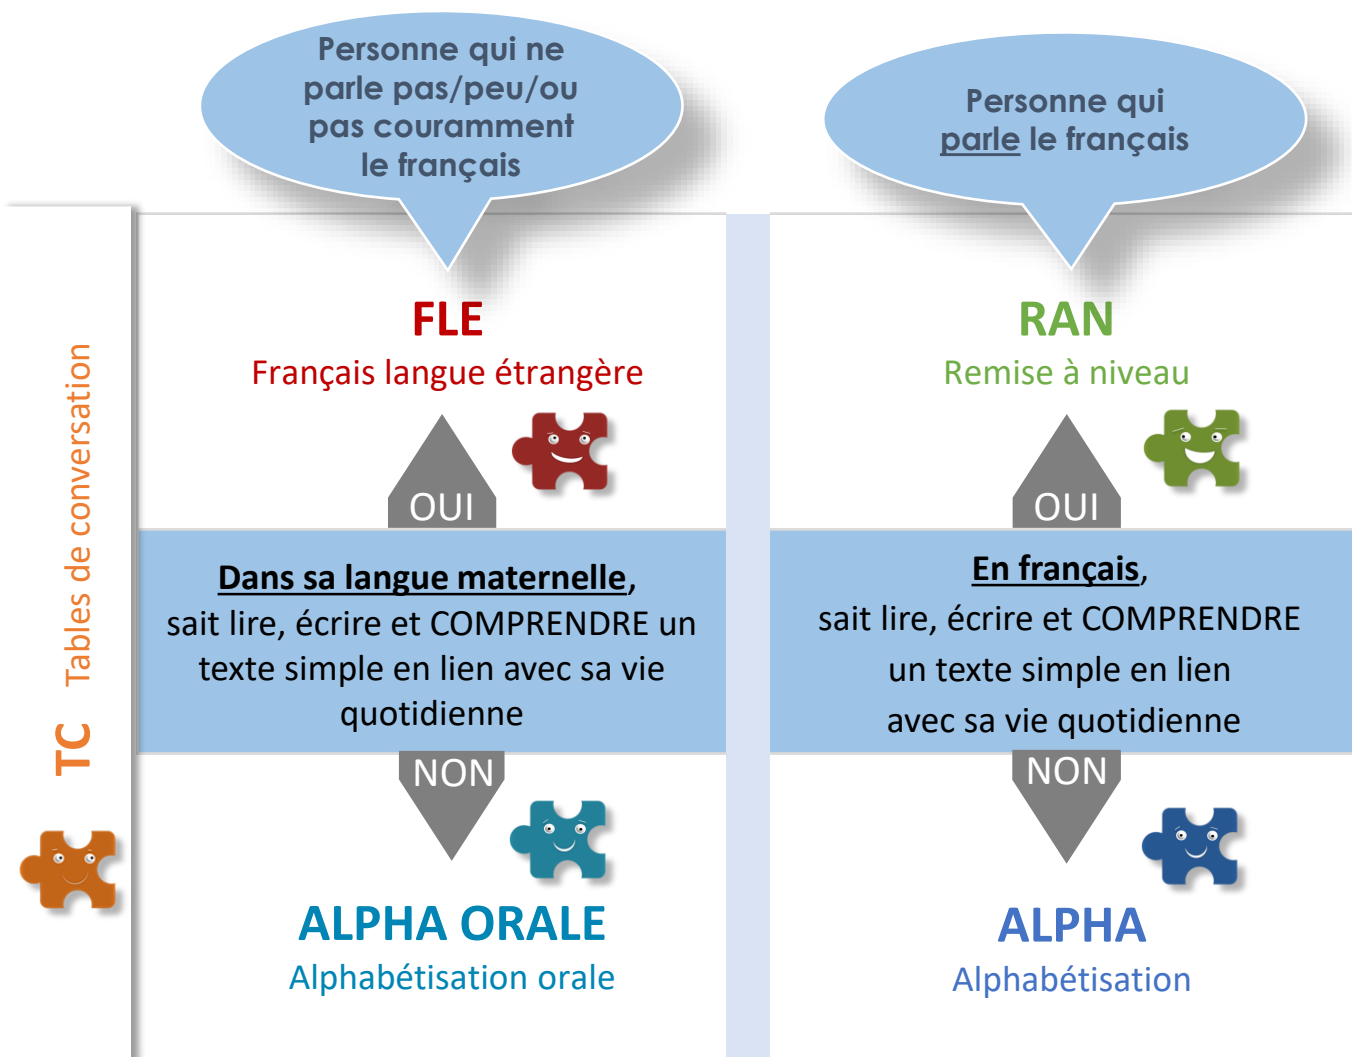 Personne qui ne
parle pas/peu/ou
pas couramment
le français
Personne qui
parle le français
TC Tables de conversation
FLE
Français langue étrangère
OUI
Dans sa langue maternelle,
sait lire, écrire et COMPRENDRE un
texte simple en lien avec sa vie
quotidienne
NON
ALPHA ORALE
Alphabétisation orale
RAN
Remise à niveau
OUI
En français,
sait lire, écrire et COMPRENDRE
un texte simple en lien
avec sa vie quotidienne
NON
ALPHA
Alphabétisation